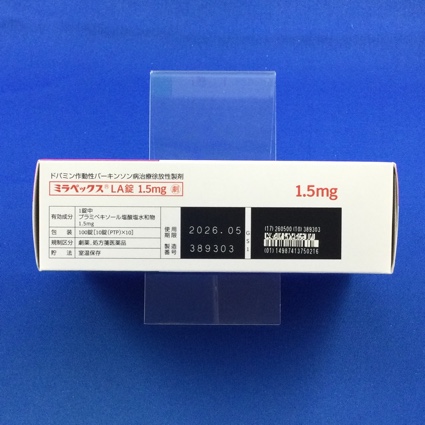 ドパミン作動性パーキンソン病治療徐放性製剤
ミラペックス® LA錠 1.5mg 劇
1.5mg
有効成分 1錠中 プラミペキソール塩酸塩水和物 1.5mg
包装 100錠[10錠(PTP)×10]
規制区分 劇薬、処方箋医薬品
貯法 室温保存
使用期限 2026.05
製造番号 389303
GS1
(17)260500(10)389303
(01)14987413750216